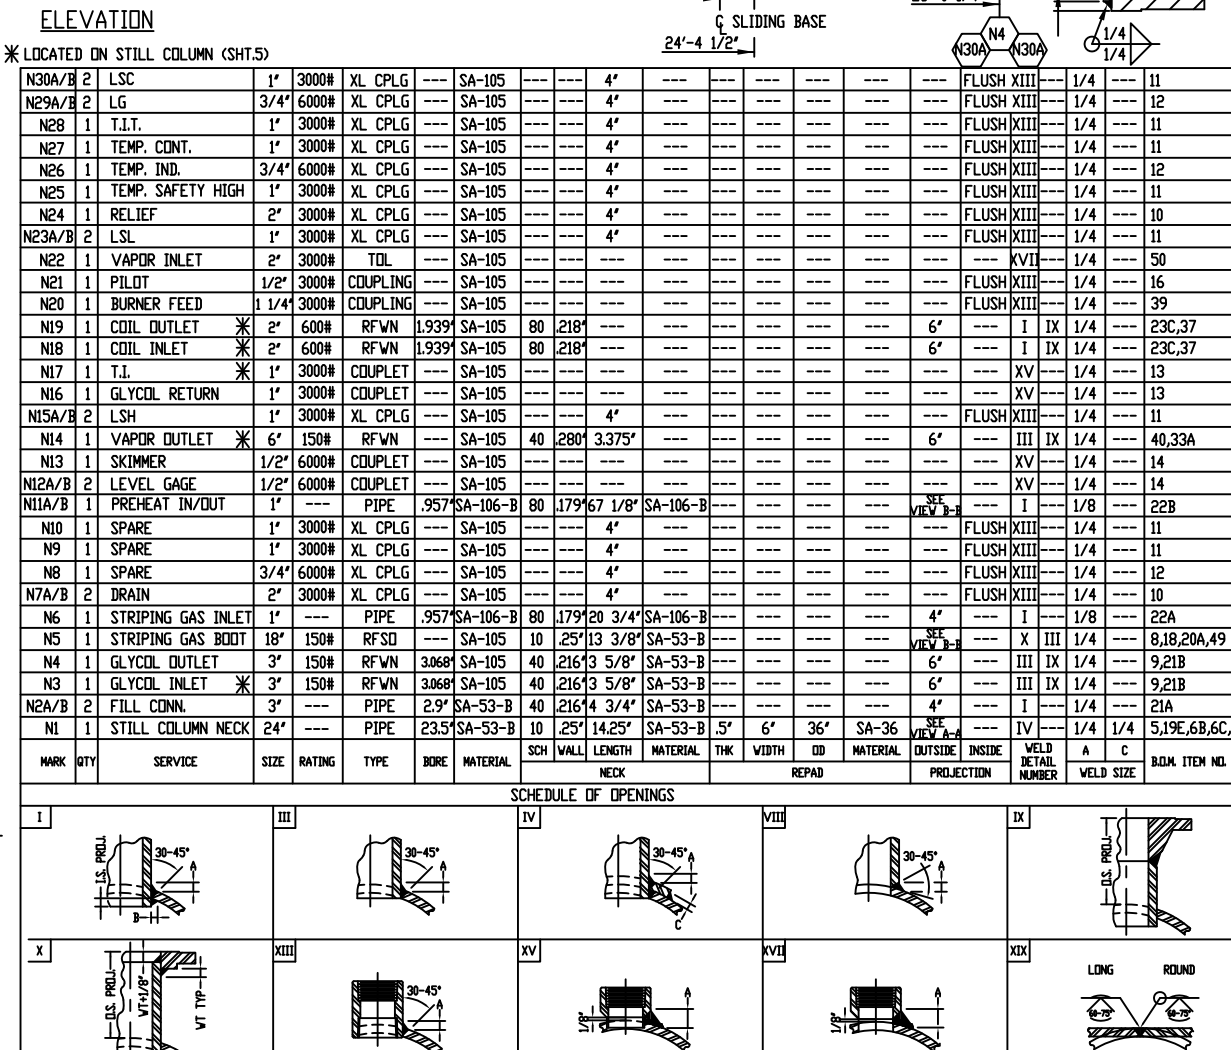 ELEVATION
* LOCATED ON STILL COLUMN (SHT.5)
℄ SLIDING BASE
24'-4 1/2"
N4
N30A N30A
1/4
1/4
N30A/B 2 LSC 1" 3000# XL CPLG --- SA-105 --- --- 4" --- --- --- --- --- --- FLUSH XIII --- 1/4 --- 11
N29A/B 2 LG 3/4" 6000# XL CPLG --- SA-105 --- --- 4" --- --- --- --- --- --- FLUSH XIII --- 1/4 --- 12
N28 1 T.I.T. 1" 3000# XL CPLG --- SA-105 --- --- 4" --- --- --- --- --- --- FLUSH XIII --- 1/4 --- 11
N27 1 TEMP. CONT. 1" 3000# XL CPLG --- SA-105 --- --- 4" --- --- --- --- --- --- FLUSH XIII --- 1/4 --- 11
N26 1 TEMP. IND. 3/4" 6000# XL CPLG --- SA-105 --- --- 4" --- --- --- --- --- --- FLUSH XIII --- 1/4 --- 12
N25 1 TEMP. SAFETY HIGH 1" 3000# XL CPLG --- SA-105 --- --- 4" --- --- --- --- --- --- FLUSH XIII --- 1/4 --- 11
N24 1 RELIEF 2" 3000# XL CPLG --- SA-105 --- --- 4" --- --- --- --- --- --- FLUSH XIII --- 1/4 --- 10
N23A/B 2 LSL 1" 3000# XL CPLG --- SA-105 --- --- 4" --- --- --- --- --- --- FLUSH XIII --- 1/4 --- 11
N22 1 VAPOR INLET 2" 3000# TOL --- SA-105 --- --- --- --- --- --- --- --- --- --- XVII --- 1/4 --- 50
N21 1 PILOT 1/2" 3000# COUPLING --- SA-105 --- --- --- --- --- --- --- --- --- FLUSH XIII --- 1/4 --- 16
N20 1 BURNER FEED 1 1/4" 3000# COUPLING --- SA-105 --- --- --- --- --- --- --- --- --- FLUSH XIII --- 1/4 --- 39
N19 1 COIL OUTLET * 2" 600# RFWN 1.939" SA-105 80 .218" --- --- --- --- --- --- 6" --- I IX 1/4 --- 23C,37
N18 1 COIL INLET * 2" 600# RFWN 1.939" SA-105 80 .218" --- --- --- --- --- --- 6" --- I IX 1/4 --- 23C,37
N17 1 T.I. * 1" 3000# COUPLET --- SA-105 --- --- --- --- --- --- --- --- --- --- XV --- 1/4 --- 13
N16 1 GLYCOL RETURN 1" 3000# COUPLET --- SA-105 --- --- --- --- --- --- --- --- --- --- XV --- 1/4 --- 13
N15A/B 2 LSH 1" 3000# XL CPLG --- SA-105 --- --- 4" --- --- --- --- --- --- FLUSH XIII --- 1/4 --- 11
N14 1 VAPOR OUTLET * 6" 150# RFWN --- SA-105 40 .280" 3.375" --- --- --- --- --- 6" --- III IX 1/4 --- 40,33A
N13 1 SKIMMER 1/2" 6000# COUPLET --- SA-105 --- --- --- --- --- --- --- --- --- --- XV --- 1/4 --- 14
N12A/B 2 LEVEL GAGE 1/2" 6000# COUPLET --- SA-105 --- --- --- --- --- --- --- --- --- --- XV --- 1/4 --- 14
N11A/B 1 PREHEAT IN/OUT 1" --- PIPE .957" SA-106-B 80 .179" 67 1/8" SA-106-B --- --- --- --- SEE VIEW B-B --- I --- 1/8 --- 22B
N10 1 SPARE 1" 3000# XL CPLG --- SA-105 --- --- 4" --- --- --- --- --- --- FLUSH XIII --- 1/4 --- 11
N9 1 SPARE 1" 3000# XL CPLG --- SA-105 --- --- 4" --- --- --- --- --- --- FLUSH XIII --- 1/4 --- 11
N8 1 SPARE 3/4" 6000# XL CPLG --- SA-105 --- --- 4" --- --- --- --- --- --- FLUSH XIII --- 1/4 --- 12
N7A/B 2 DRAIN 2" 3000# XL CPLG --- SA-105 --- --- 4" --- --- --- --- --- --- FLUSH XIII --- 1/4 --- 10
N6 1 STRIPING GAS INLET 1" --- PIPE .957" SA-106-B 80 .179" 20 3/4" SA-106-B --- --- --- --- 4" --- I --- 1/8 --- 22A
N5 1 STRIPING GAS BOOT 18" 150# RFSO --- SA-105 10 .25" 13 3/8" SA-53-B --- --- --- --- SEE VIEW B-B --- X III 1/4 --- 8,18,20A,49
N4 1 GLYCOL OUTLET 3" 150# RFWN 3.068" SA-105 40 .216" 3 5/8" SA-53-B --- --- --- --- 6" --- III IX 1/4 --- 9,21B
N3 1 GLYCOL INLET * 3" 150# RFWN 3.068" SA-105 40 .216" 3 5/8" SA-53-B --- --- --- --- 6" --- III IX 1/4 --- 9,21B
N2A/B 2 FILL CONN. 3" --- PIPE 2.9" SA-53-B 40 .216" 4 3/4" SA-53-B --- --- --- --- 4" --- I --- 1/4 --- 21A
N1 1 STILL COLUMN NECK 24" --- PIPE 23.5" SA-53-B 10 .25" 14.25" SA-53-B .5" 6" 36" SA-36 SEE VIEW A-A --- IV --- 1/4 1/4 5,19E,6B,6C,
MARK QTY SERVICE SIZE RATING TYPE BORE MATERIAL SCH WALL LENGTH MATERIAL THK WIDTH OD MATERIAL OUTSIDE INSIDE WELD DETAIL NUMBER A C B.O.M. ITEM NO.
NECK REPAD PROJECTION WELD SIZE
SCHEDULE OF OPENINGS
I III IV VIII IX
I.S. PROJ. 30-45° A B
30-45° A
30-45° A C
30-45° A
O.S. PROJ.
X XIII XV XVII XIX
O.S. PROJ. WT+1/8" WT TYP
30-45° A
1/8" A
1/8" A
LONG ROUND
60-75° 60-75°